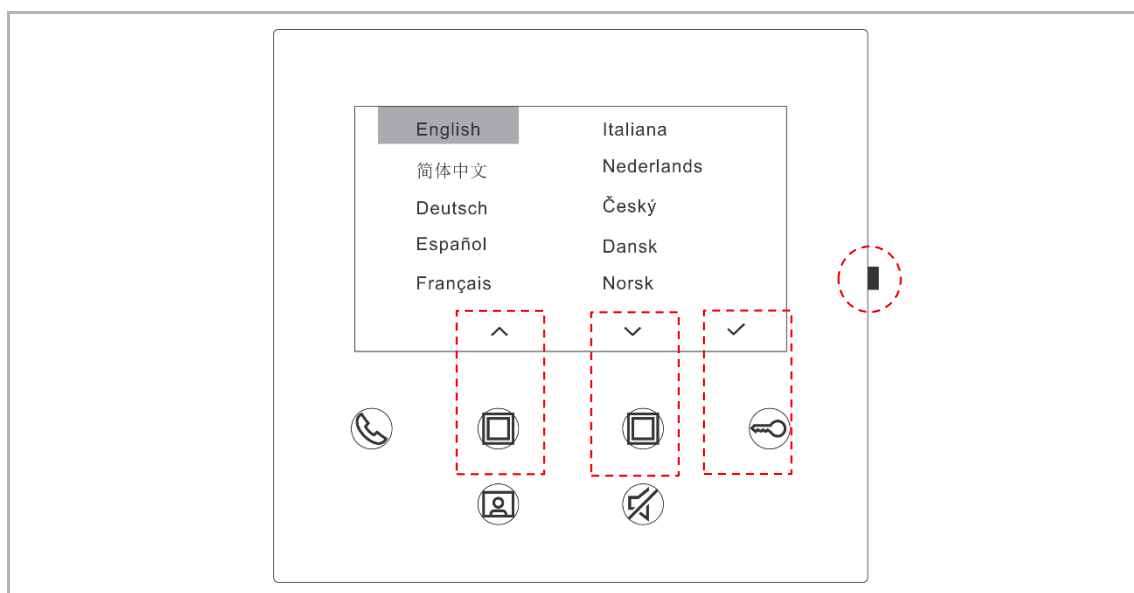 English
简体中文
Deutsch
Español
Français
Italiana
Nederlands
Český
Dansk
Norsk